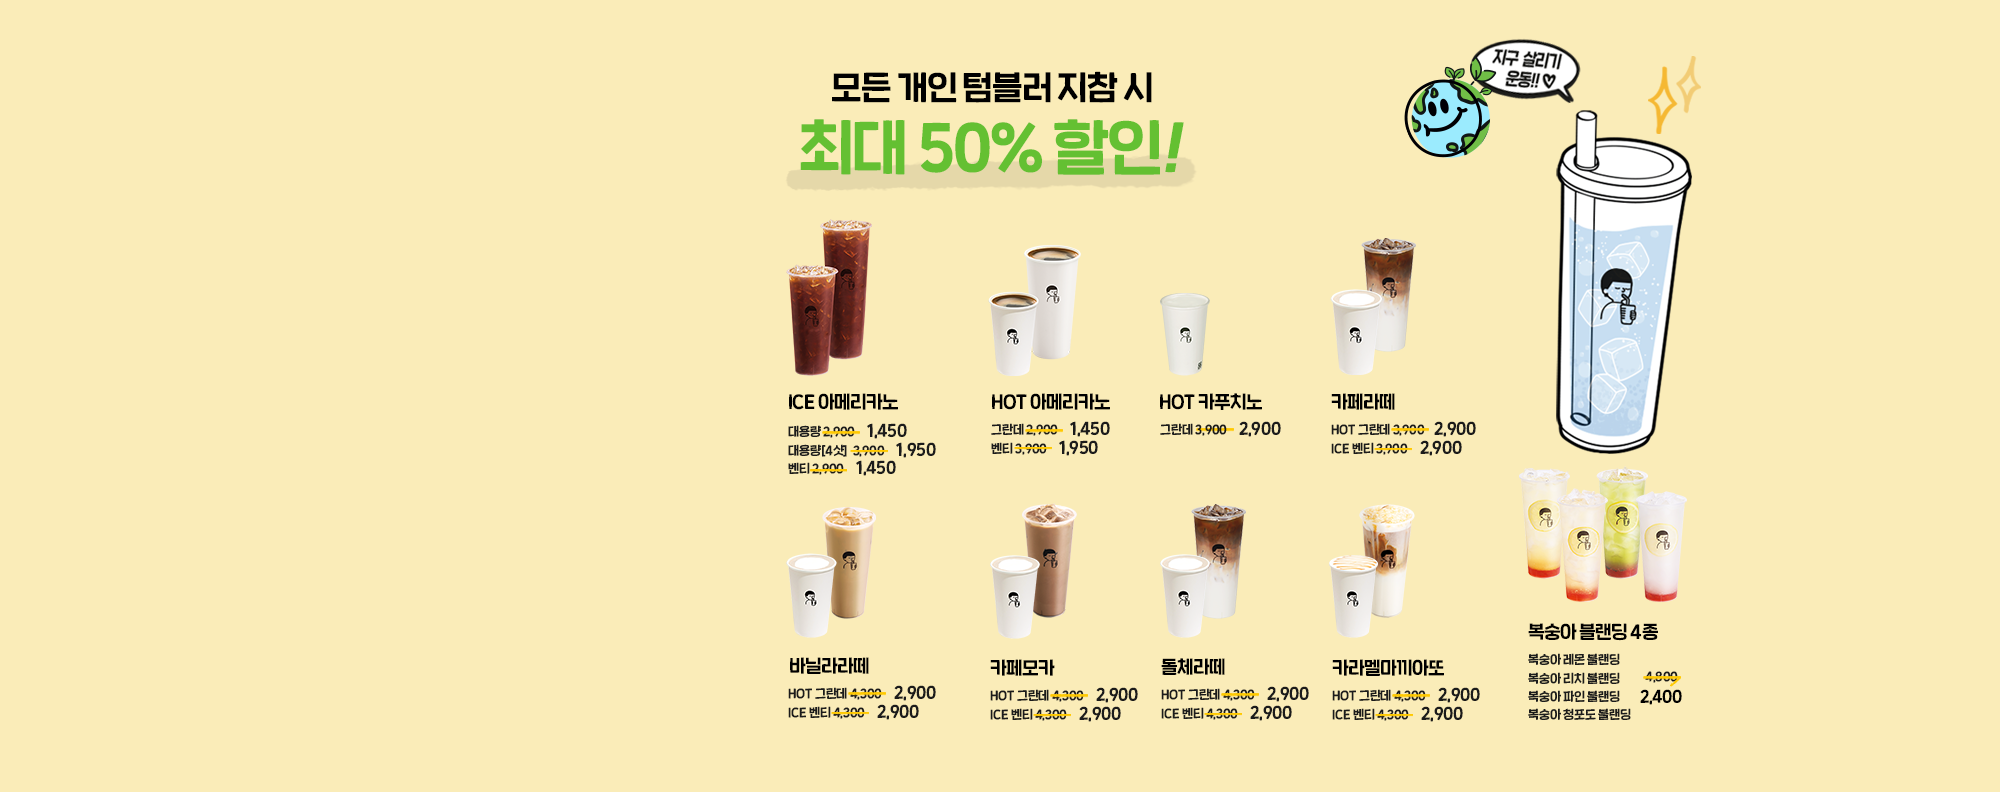 모든 개인 텀블러 지참 시
최대 50% 할인!
지구 살리기
운동!! ♡
ICE 아메리카노
대용량 2,900 1,450
대용량[4샷] 3,900 1,950
벤티 2,900 1,450
HOT 아메리카노
그란데 2,900 1,450
벤티 3,900 1,950
HOT 카푸치노
그란데 3,900 2,900
카페라떼
HOT 그란데 3,900 2,900
ICE 벤티 3,900 2,900
바닐라라떼
HOT 그란데 4,300 2,900
ICE 벤티 4,300 2,900
카페모카
HOT 그란데 4,300 2,900
ICE 벤티 4,300 2,900
돌체라떼
HOT 그란데 4,300 2,900
ICE 벤티 4,300 2,900
카라멜마끼아또
HOT 그란데 4,300 2,900
ICE 벤티 4,300 2,900
복숭아 블랜딩 4종
복숭아 레몬 블랜딩
복숭아 리치 블랜딩
복숭아 파인 블랜딩
복숭아 청포도 블랜딩
4,800
2,400